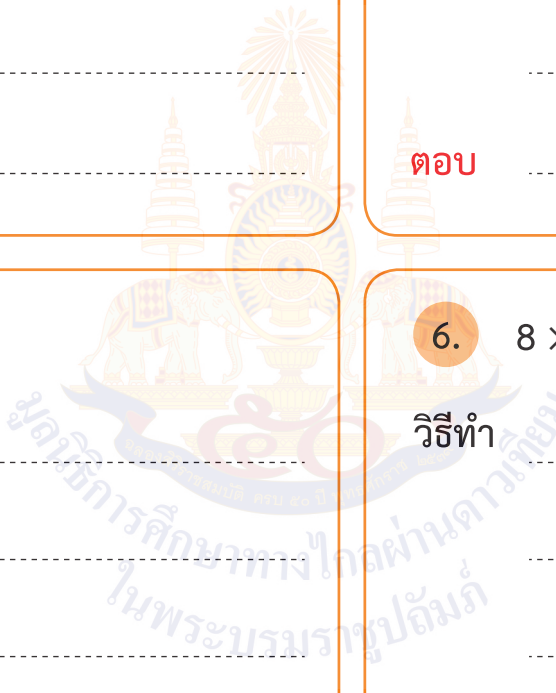 ตอบ
6. 8 ×
วิธีทำ
มูลนิธิการศึกษาทางไกลผ่านดาวเทียม
ในพระบรมราชูปถัมภ์